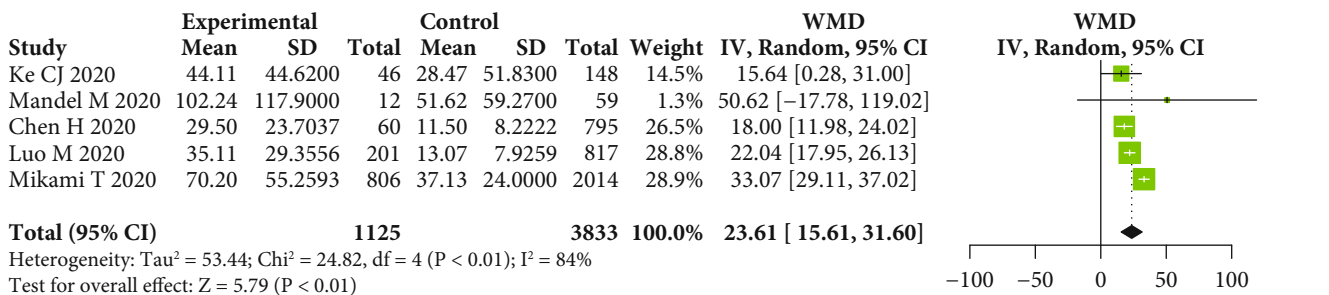 Experimental Control WMD WMD
Study Mean SD Total Mean SD Total Weight IV, Random, 95% CI IV, Random, 95% CI
Ke CJ 2020 44.11 44.6200 46 28.47 51.8300 148 14.5% 15.64 [0.28, 31.00]
Mandel M 2020 102.24 117.9000 12 51.62 59.2700 59 1.3% 50.62 [−17.78, 119.02]
Chen H 2020 29.50 23.7037 60 11.50 8.2222 795 26.5% 18.00 [11.98, 24.02]
Luo M 2020 35.11 29.3556 201 13.07 7.9259 817 28.8% 22.04 [17.95, 26.13]
Mikami T 2020 70.20 55.2593 806 37.13 24.0000 2014 28.9% 33.07 [29.11, 37.02]
Total (95% CI) 1125 3833 100.0% 23.61 [ 15.61, 31.60]
Heterogeneity: Tau² = 53.44; Chi² = 24.82, df = 4 (P < 0.01); I² = 84%
Test for overall effect: Z = 5.79 (P < 0.01)
−100 −50 0 50 100